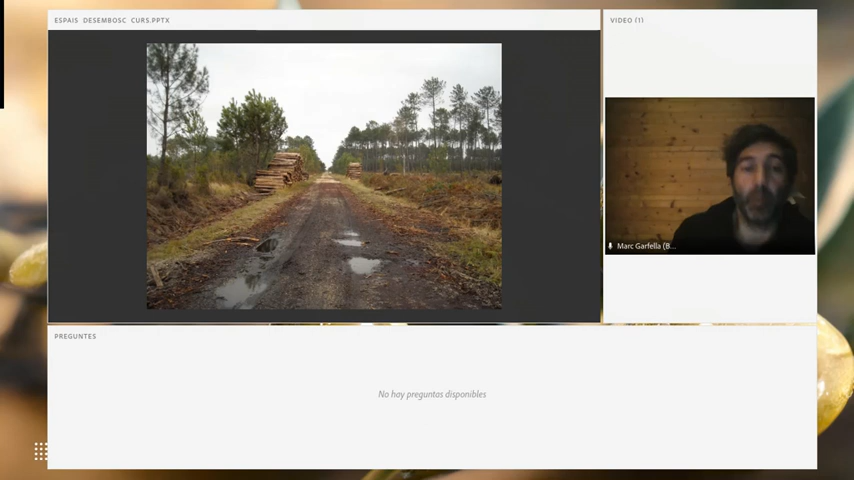 ESPAIS DESEMBOSC CURS.PPTX
VIDEO (1)
Marc Garfella (B...
PREGUNTES
No hay preguntas disponibles